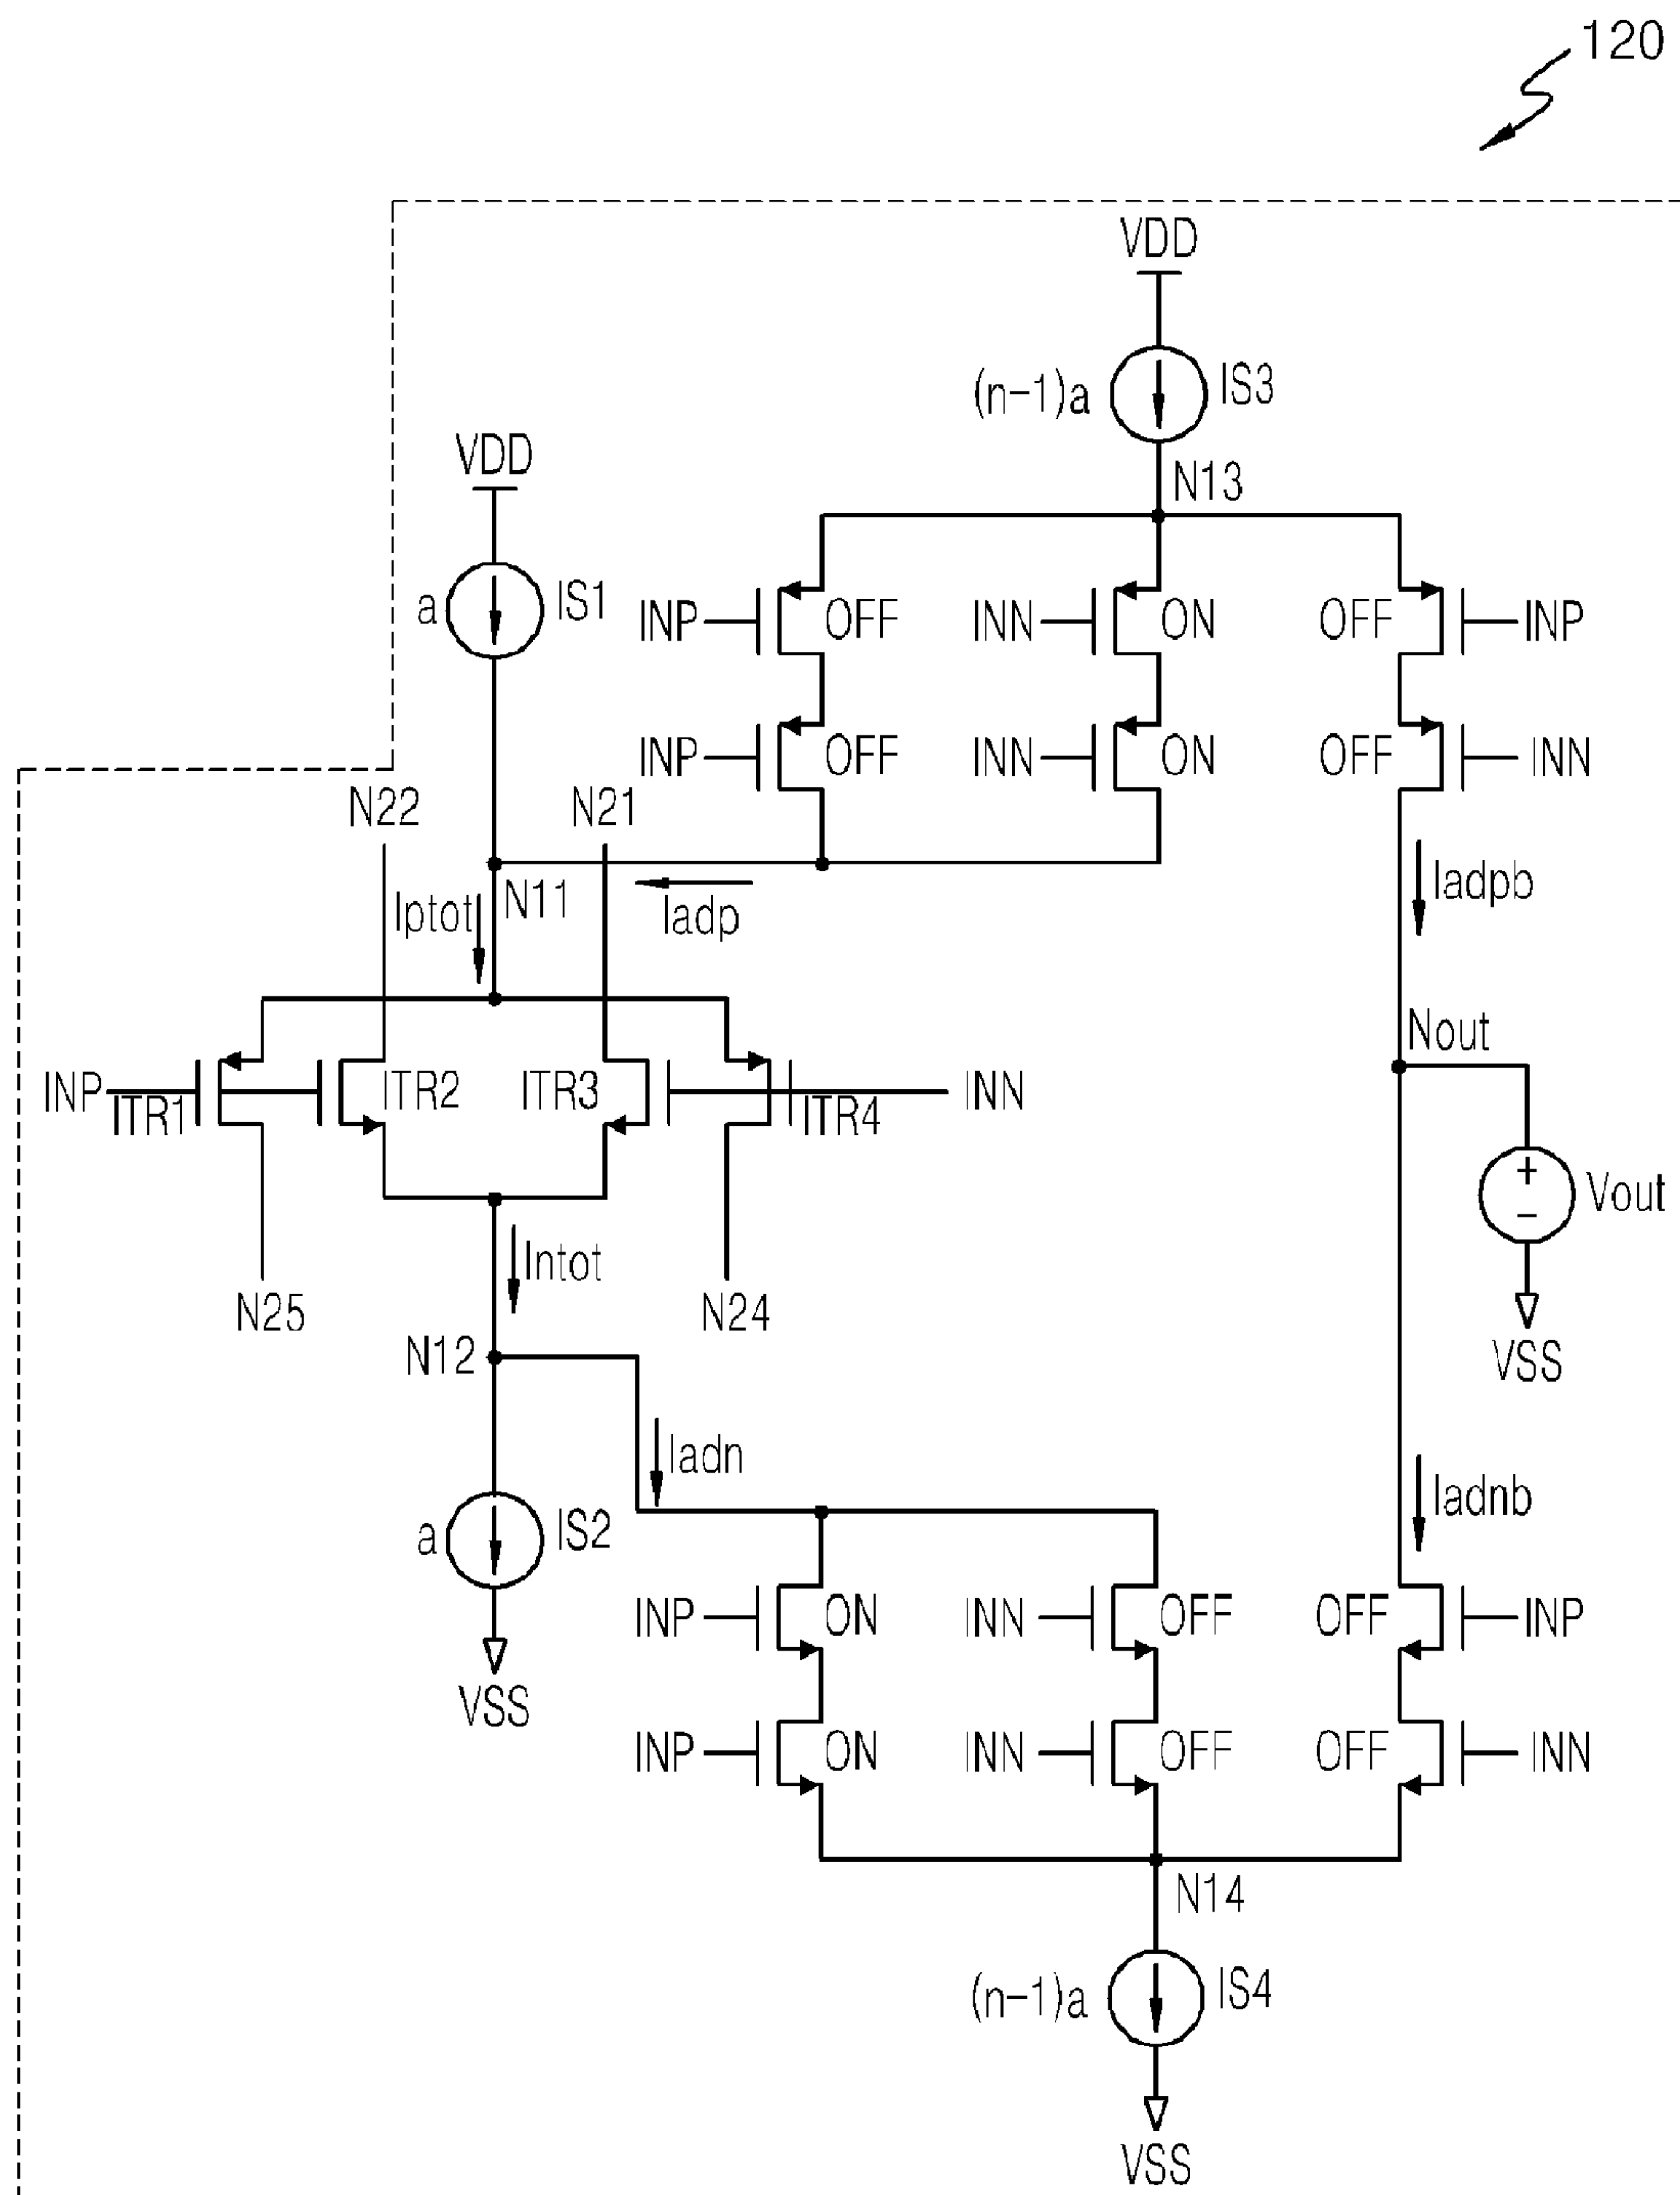 120
VDD
(n-1)a IS3
VDD
N13
a IS1
INP OFF INN ON OFF INP
INP OFF INN ON OFF INN
N22 N21
Iptot N11 Iadp Iadpb
Nout
INP ITR1 ITR2 ITR3 ITR4 INN
Vout
+
−
Intot
N25 N24
N12
VSS
Iadn
Iadnb
a IS2
INP ON INN OFF OFF INP
VSS
INP ON INN OFF OFF INN
N14
(n-1)a IS4
VSS